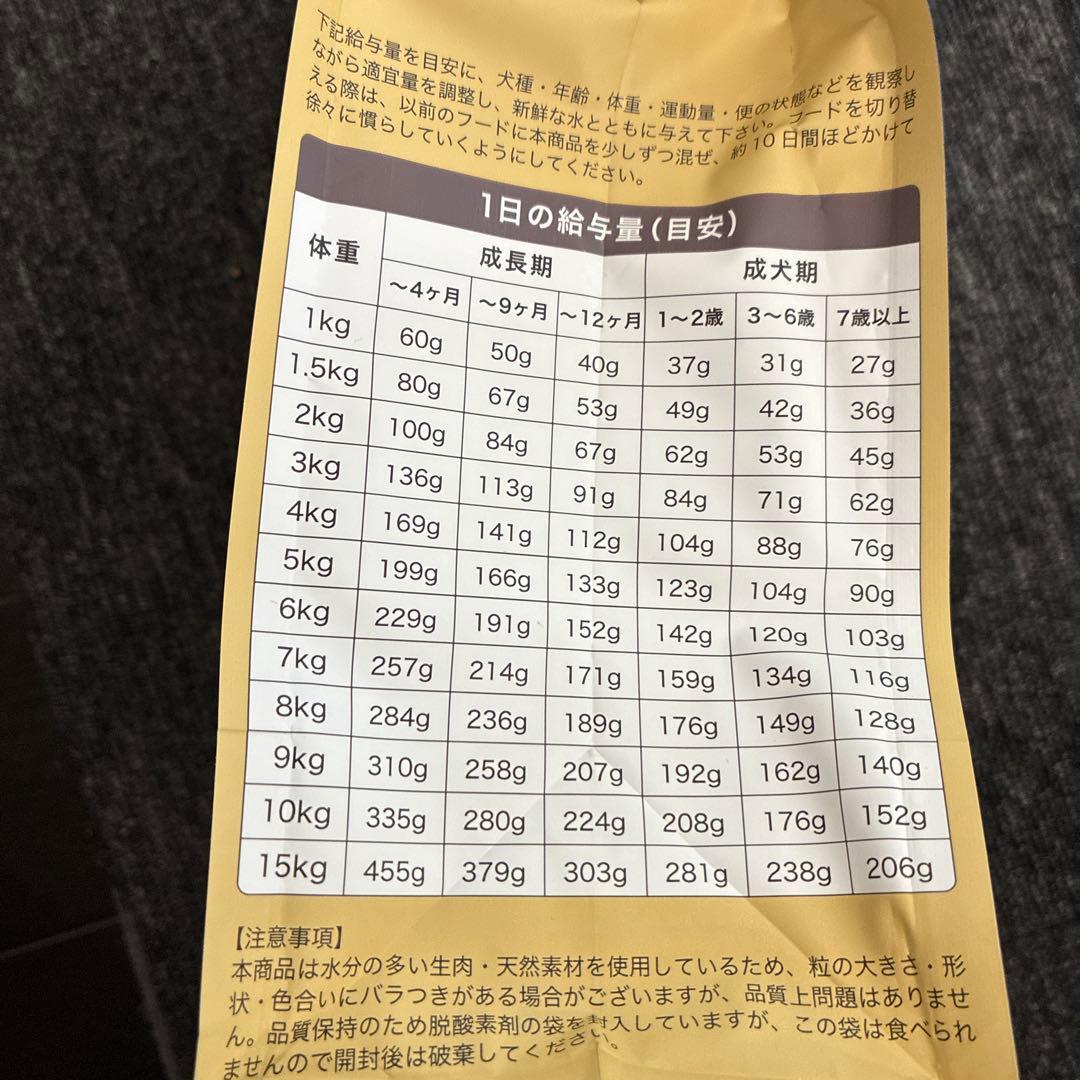 下記給与量を目安に、犬種・年齢・体重・運動量・便の状態などを観察し
ながら適宜量を調整し、新鮮な水とともに与えて下さい。フードを切り替
える際は、以前のフードに本商品を少しずつ混ぜ、約10日間ほどかけて
徐々に慣らしていくようにしてください。
1日の給与量(目安)
体重 成長期 成犬期
〜4ヶ月 〜9ヶ月 〜12ヶ月 1〜2歳 3〜6歳 7歳以上
1kg 60g 50g 40g 37g 31g 27g
1.5kg 80g 67g 53g 49g 42g 36g
2kg 100g 84g 67g 62g 53g 45g
3kg 136g 113g 91g 84g 71g 62g
4kg 169g 141g 112g 104g 88g 76g
5kg 199g 166g 133g 123g 104g 90g
6kg 229g 191g 152g 142g 120g 103g
7kg 257g 214g 171g 159g 134g 116g
8kg 284g 236g 189g 176g 149g 128g
9kg 310g 258g 207g 192g 162g 140g
10kg 335g 280g 224g 208g 176g 152g
15kg 455g 379g 303g 281g 238g 206g
【注意事項】
本商品は水分の多い生肉・天然素材を使用しているため、粒の大きさ・形
状・色合いにバラつきがある場合がございますが、品質上問題はありませ
ん。品質保持のため脱酸素剤の袋を封入していますが、この袋は食べられ
ませんので開封後は破棄してください。